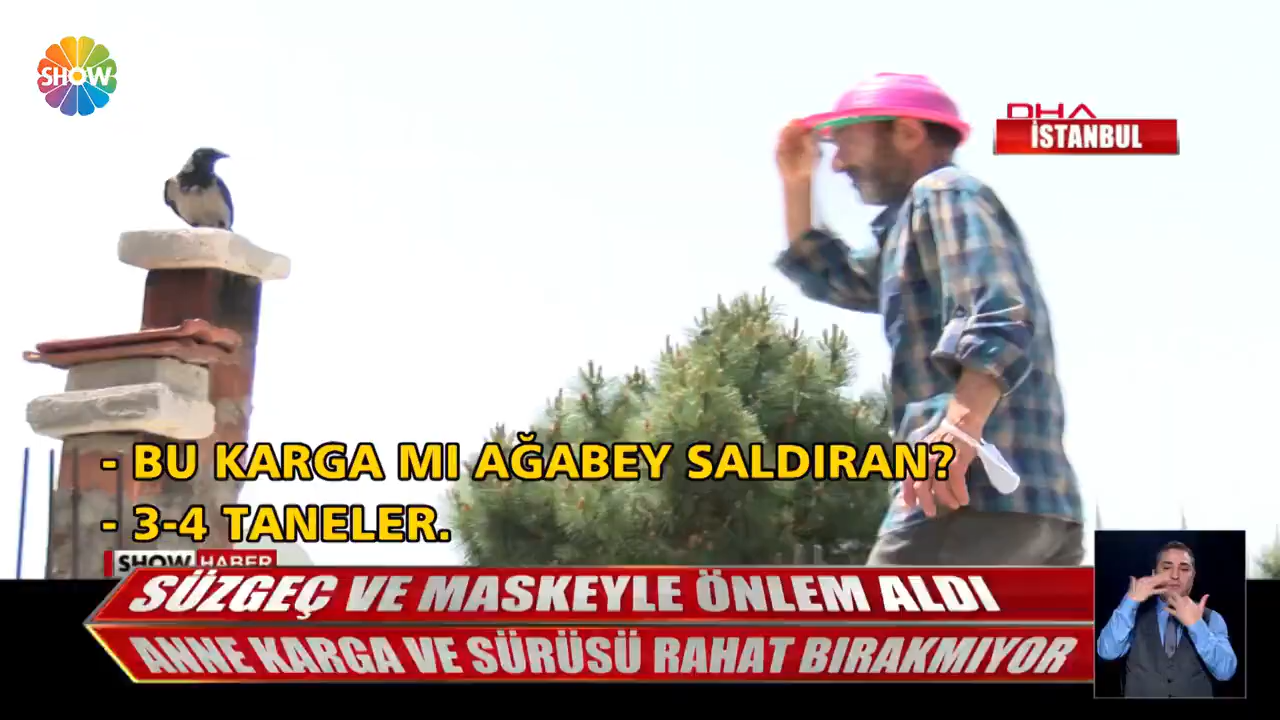 SHOW
DHA
İSTANBUL
- BU KARGA MI AĞABEY SALDIRAN?
- 3-4 TANELER.
SHOW HABER
SÜZGEÇ VE MASKEYLE ÖNLEM ALDI
ANNE KARGA VE SÜRÜSÜ RAHAT BIRAKMIYOR